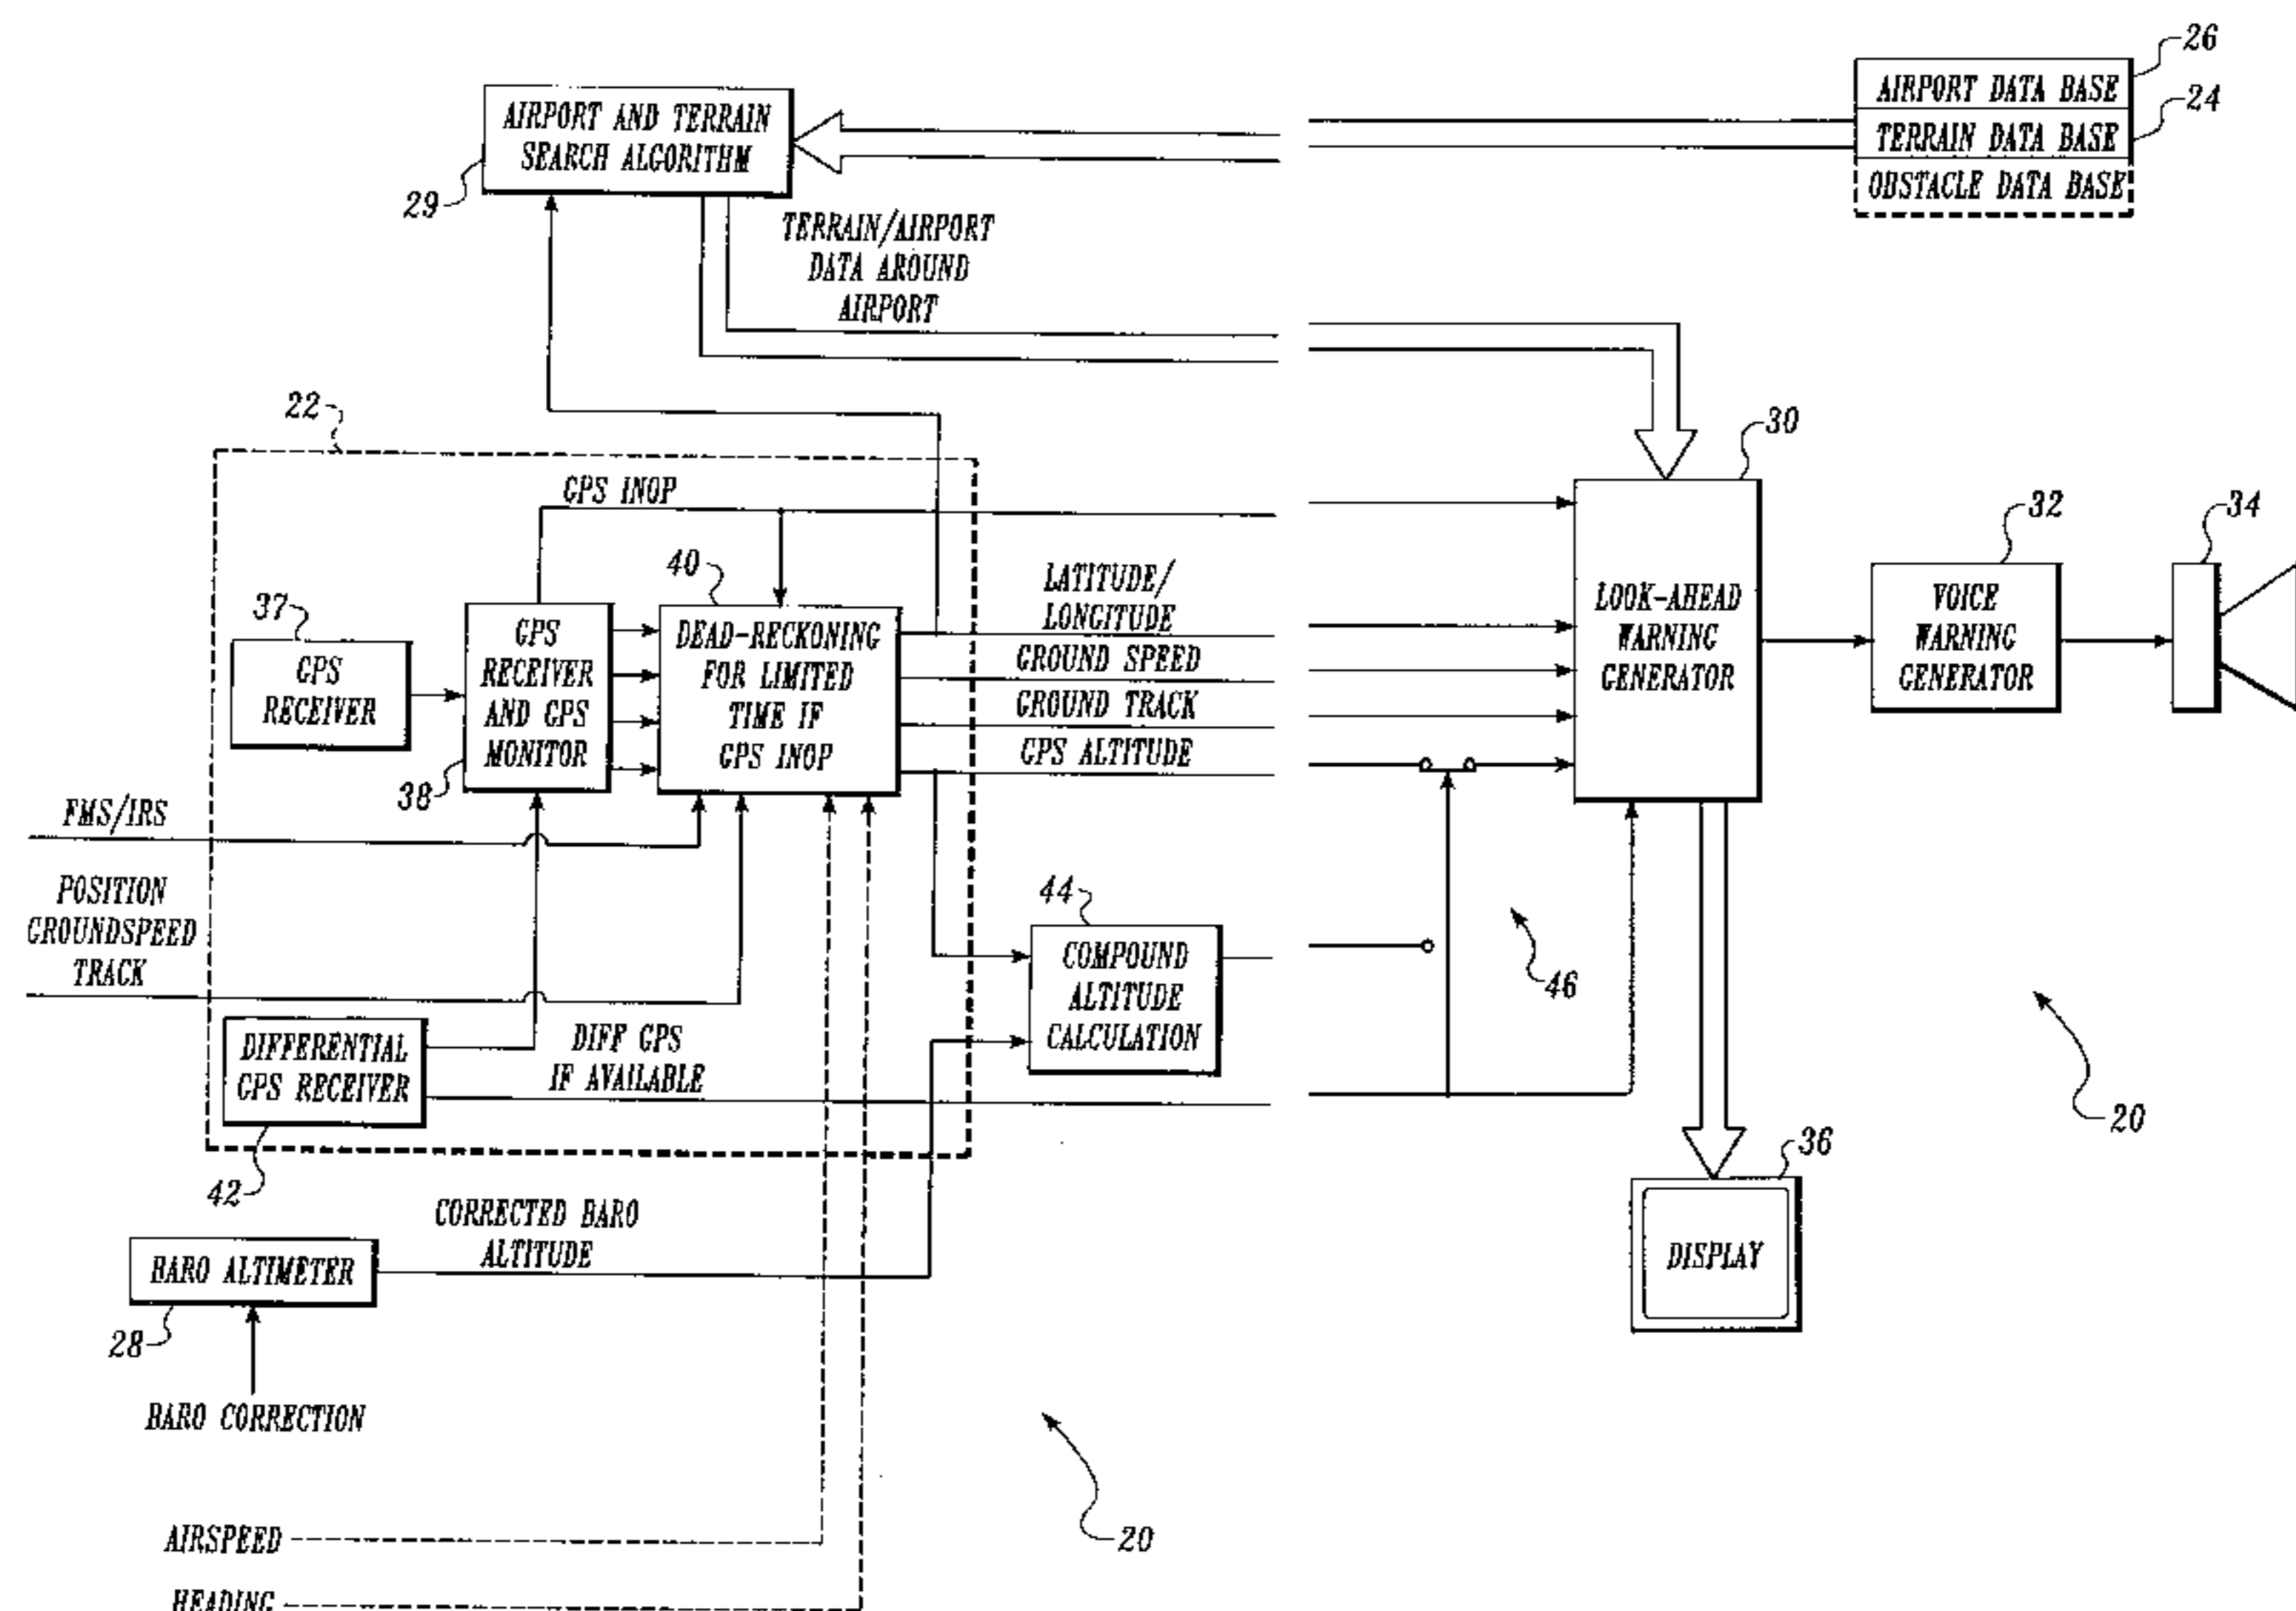 26
AIRPORT DATA BASE
24
TERRAIN DATA BASE
OBSTACLE DATA BASE
AIRPORT AND TERRAIN
SEARCH ALGORITHM
29
TERRAIN/AIRPORT
DATA AROUND
AIRPORT
22
30
GPS INOP
32
34
40
LATITUDE/
LONGITUDE
37
GPS
RECEIVER
GPS
RECEIVER
AND GPS
MONITOR
38
DEAD-RECKONING
FOR LIMITED
TIME IF
GPS INOP
GROUND SPEED
GROUND TRACK
GPS ALTITUDE
LOOK-AHEAD
WARNING
GENERATOR
VOICE
WARNING
GENERATOR
FMS/IRS
POSITION
GROUNDSPEED
TRACK
44
COMPOUND
ALTITUDE
CALCULATION
46
20
DIFFERENTIAL
GPS RECEIVER
DIFF GPS
IF AVAILABLE
42
36
DISPLAY
CORRECTED BARO
ALTITUDE
BARO ALTIMETER
28
BARO CORRECTION
20
AIRSPEED
HEADING